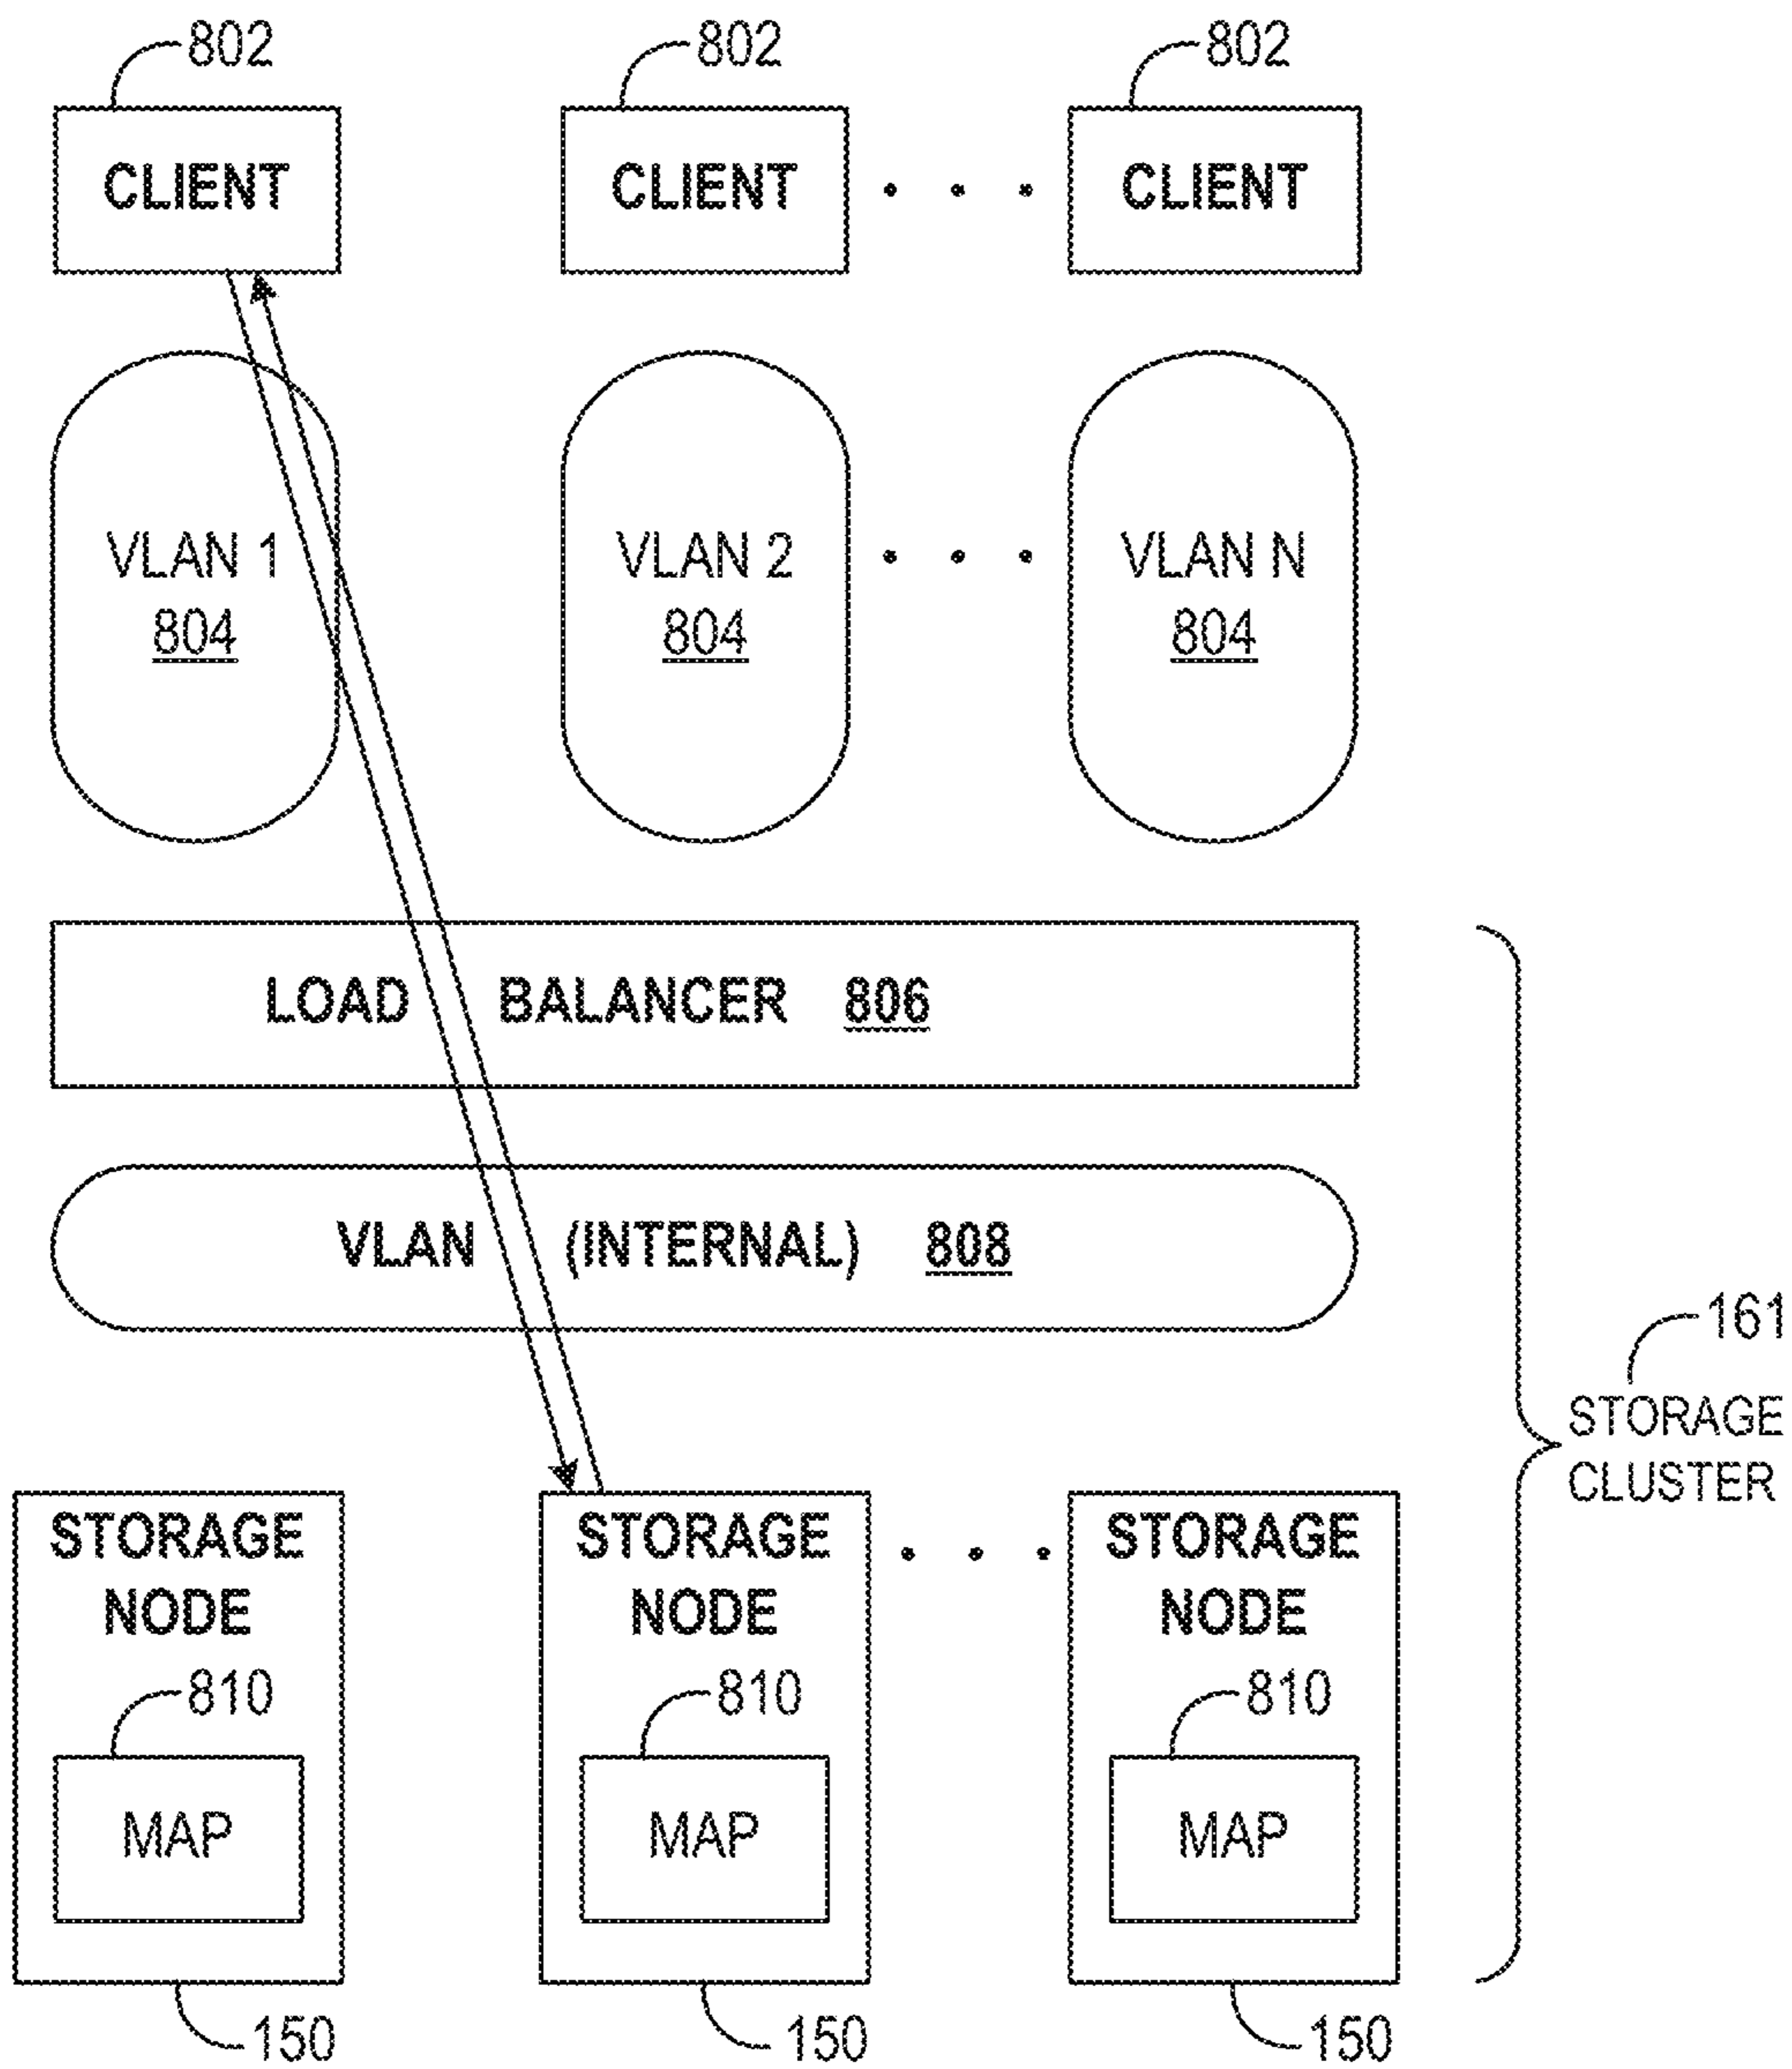 802 802 802
CLIENT CLIENT . . . CLIENT
VLAN 1 VLAN 2 . . . VLAN N
804 804 804
LOAD BALANCER 806
VLAN (INTERNAL) 808
161
STORAGE
CLUSTER
STORAGE STORAGE . . . STORAGE
NODE NODE NODE
810 810 810
MAP MAP MAP
150 150 150